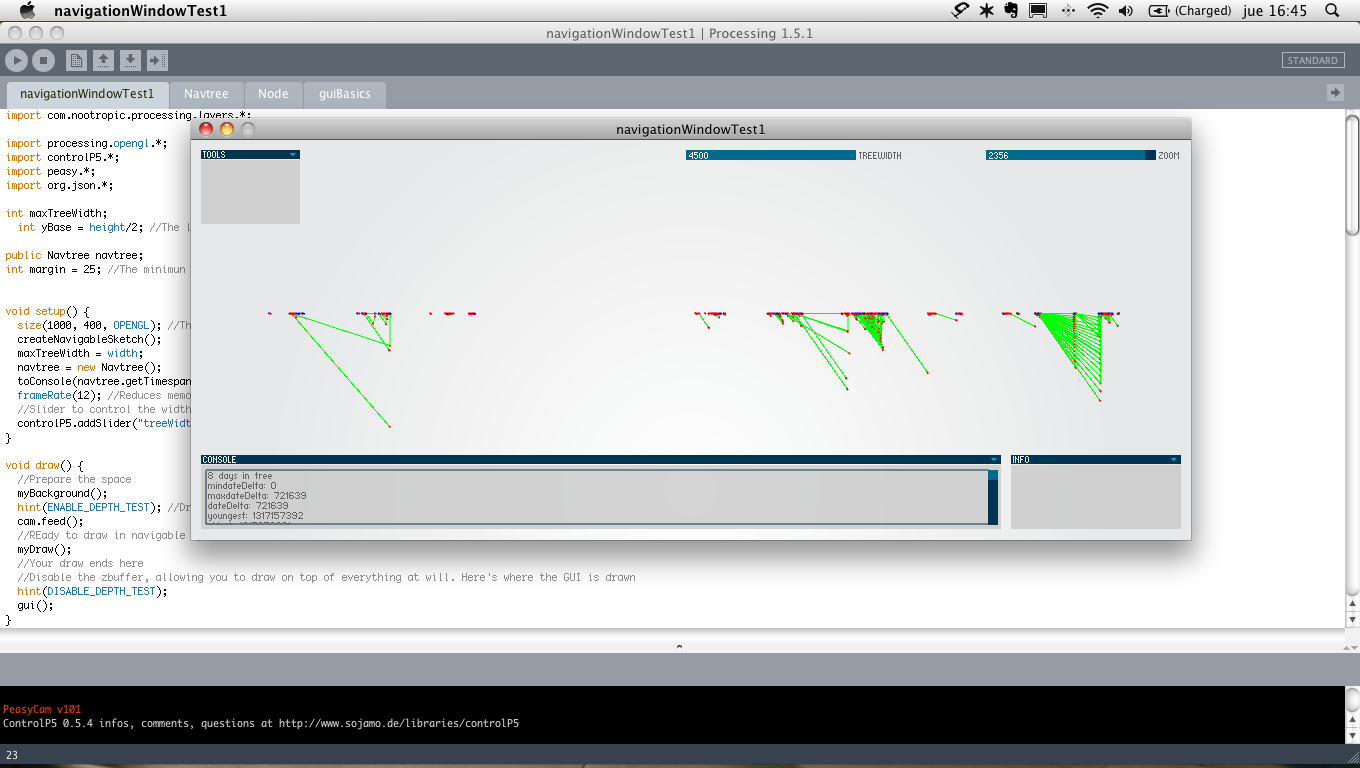 navigationWindowTest1
(Charged) jue 16:45
navigationWindowTest1 | Processing 1.5.1
STANDARD
navigationWindowTest1 Navtree Node guiBasics
import com.nootropic.processing.layers.*;
import processing.opengl.*;
import controlP5.*;
import peasy.*;
import org.json.*;
int maxTreeWidth;
int yBase = height/2; //The
public Navtree navtree;
int margin = 25; //The minimun
void setup() {
size(1000, 400, OPENGL); //Th
createNavigableSketch();
maxTreeWidth = width;
navtree = new Navtree();
toConsole(navtree.getTimespan
frameRate(12); //Reduces memo
//Slider to control the width
controlP5.addSlider("treeWidt
}
void draw() {
//Prepare the space
myBackground();
hint(ENABLE_DEPTH_TEST); //Dr
cam.feed();
//REady to draw in navigable
myDraw();
//Your draw ends here
//Disable the zbuffer, allowing you to draw on top of everything at will. Here's where the GUI is drawn
hint(DISABLE_DEPTH_TEST);
gui();
}
navigationWindowTest1
TOOLS
4500 TREEWIDTH
2356 ZOOM
CONSOLE
8 days in tree
mindateDelta: 0
maxdateDelta: 721639
dateDelta: 721639
youngest: 1317157392
INFO
PeasyCam v101
ControlP5 0.5.4 infos, comments, questions at http://www.sojamo.de/libraries/controlP5
23